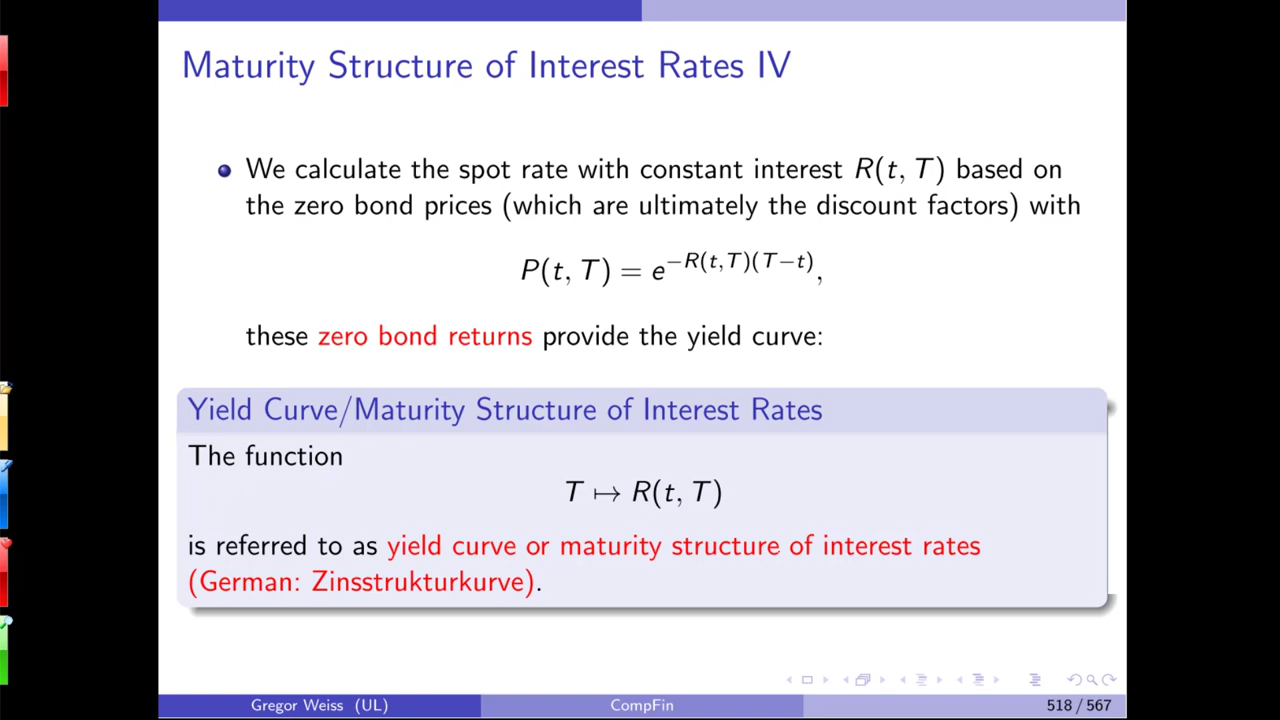 Maturity Structure of Interest Rates IV
We calculate the spot rate with constant interest R(t, T) based on
the zero bond prices (which are ultimately the discount factors) with
P(t, T) = e^{−R(t,T)(T−t)},
these zero bond returns provide the yield curve:
Yield Curve/Maturity Structure of Interest Rates
The function
T ↦ R(t, T)
is referred to as yield curve or maturity structure of interest rates
(German: Zinsstrukturkurve).
Gregor Weiss (UL) CompFin 518 / 567